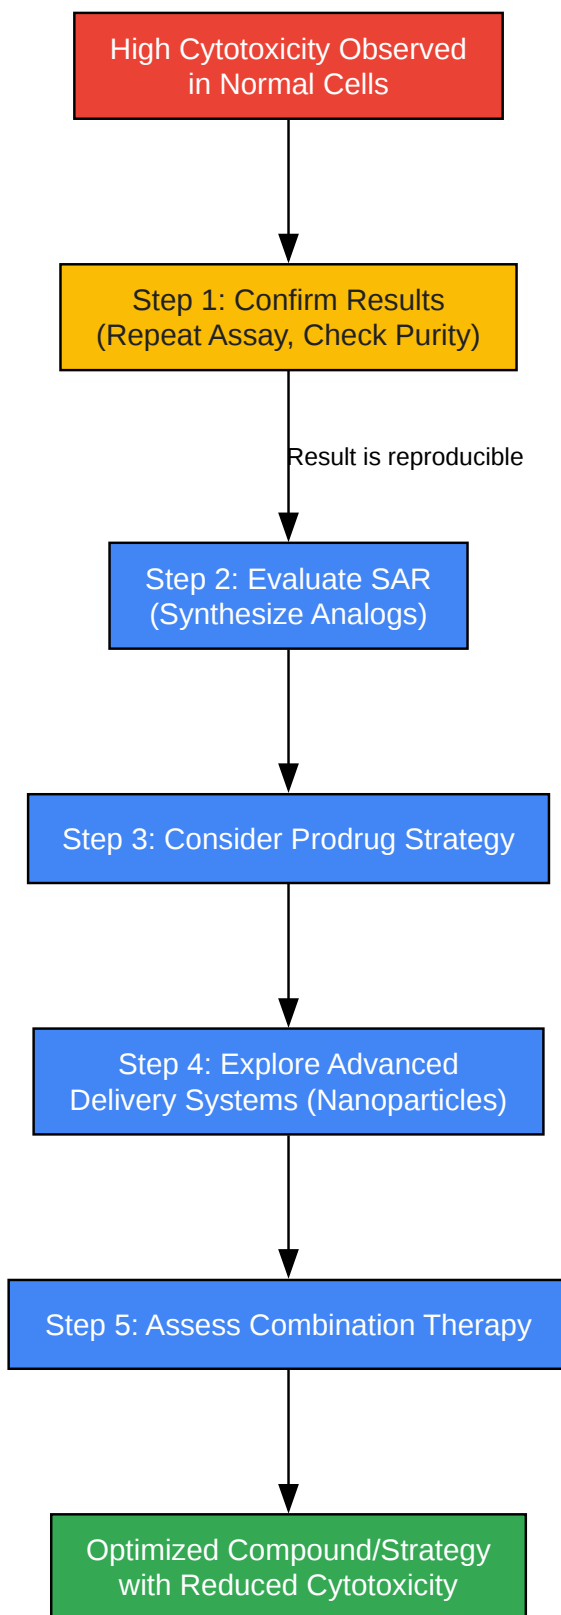 High Cytotoxicity Observed
in Normal Cells
Step 1: Confirm Results
(Repeat Assay, Check Purity)
Result is reproducible
Step 2: Evaluate SAR
(Synthesize Analogs)
Step 3: Consider Prodrug Strategy
Step 4: Explore Advanced
Delivery Systems (Nanoparticles)
Step 5: Assess Combination Therapy
Optimized Compound/Strategy
with Reduced Cytotoxicity